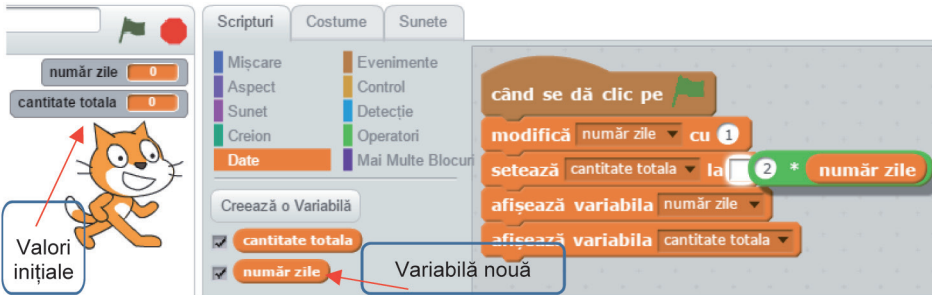 număr zile 0
cantitate totala 0
Valori
inițiale
Scripturi Costume Sunete
Mișcare Evenimente
Aspect Control
Sunet Detecție
Creion Operatori
Date Mai Multe Blocuri
Creează o Variabilă
cantitate totala
număr zile
Variabilă nouă
când se dă clic pe
modifică număr zile cu 1
setează cantitate totala la 2 * număr zile
afișează variabila număr zile
afișează variabila cantitate totala